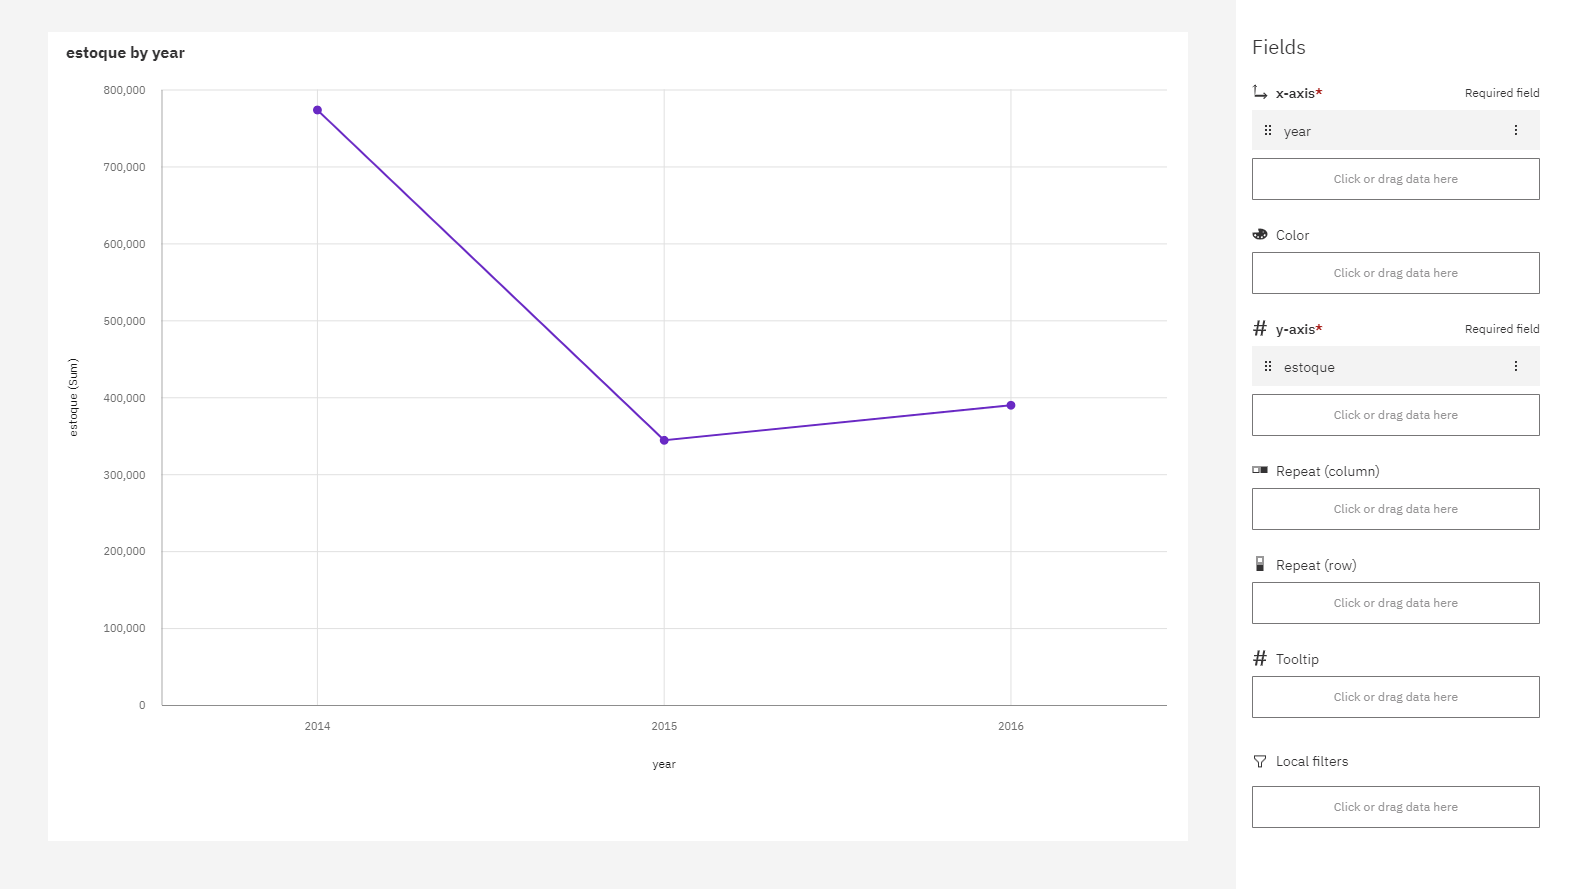 estoque by year
800,000
700,000
600,000
500,000
400,000
300,000
200,000
100,000
0
estoque (Sum)
2014 2015 2016
year
Fields
x-axis* Required field
year
Click or drag data here
Color
Click or drag data here
y-axis* Required field
estoque
Click or drag data here
Repeat (column)
Click or drag data here
Repeat (row)
Click or drag data here
Tooltip
Click or drag data here
Local filters
Click or drag data here